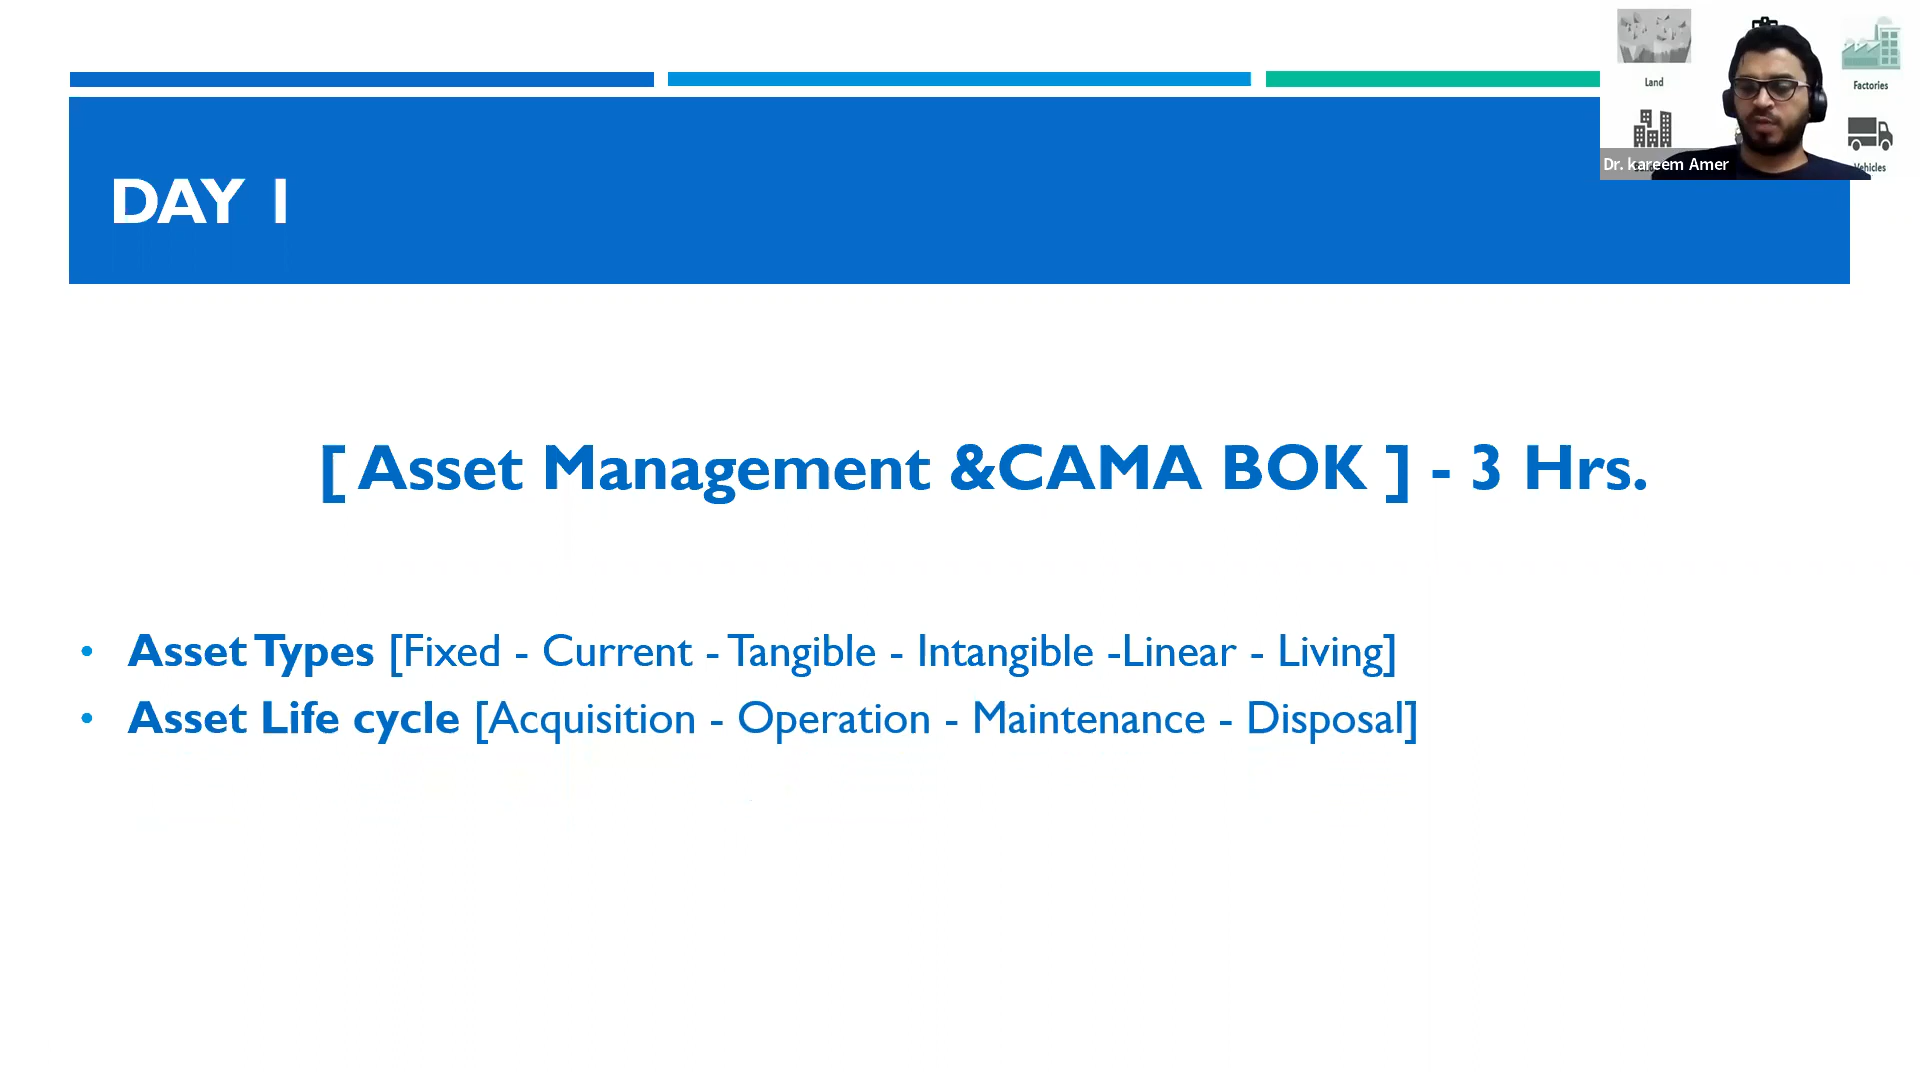 Land
Factories
Dr. kareem Amer
DAY 1
[ Asset Management &CAMA BOK ] - 3 Hrs.
• Asset Types [Fixed - Current - Tangible - Intangible -Linear - Living]
• Asset Life cycle [Acquisition - Operation - Maintenance - Disposal]